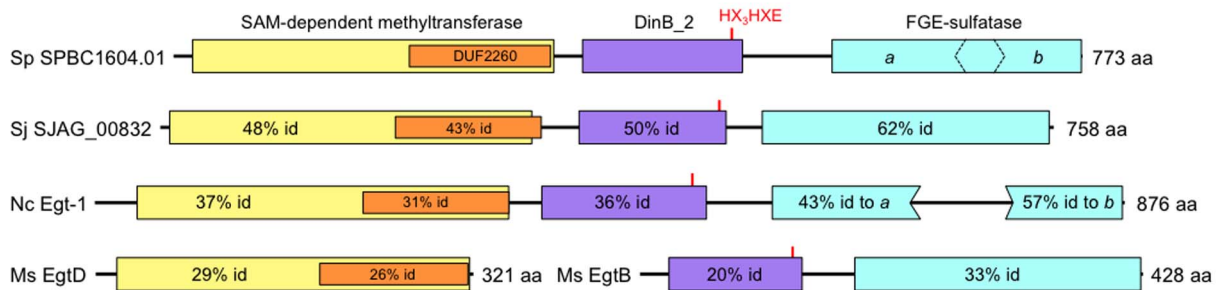 SAM-dependent methyltransferase DinB_2 HX₃HXE FGE-sulfatase
Sp SPBC1604.01 DUF2260 a b 773 aa
Sj SJAG_00832 48% id 43% id 50% id 62% id 758 aa
Nc Egt-1 37% id 31% id 36% id 43% id to a 57% id to b 876 aa
Ms EgtD 29% id 26% id 321 aa Ms EgtB 20% id 33% id 428 aa